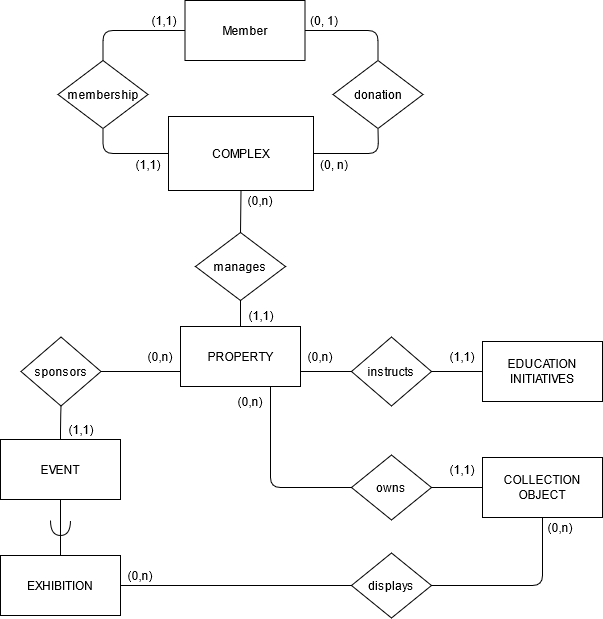 (1,1)
Member
(0, 1)
membership
donation
COMPLEX
(1,1)
(0, n)
(0,n)
manages
(1,1)
sponsors
(0,n)
PROPERTY
(0,n)
instructs
(1,1)
EDUCATION
INITIATIVES
(0,n)
(1,1)
EVENT
owns
(1,1)
COLLECTION
OBJECT
(0,n)
EXHIBITION
(0,n)
displays